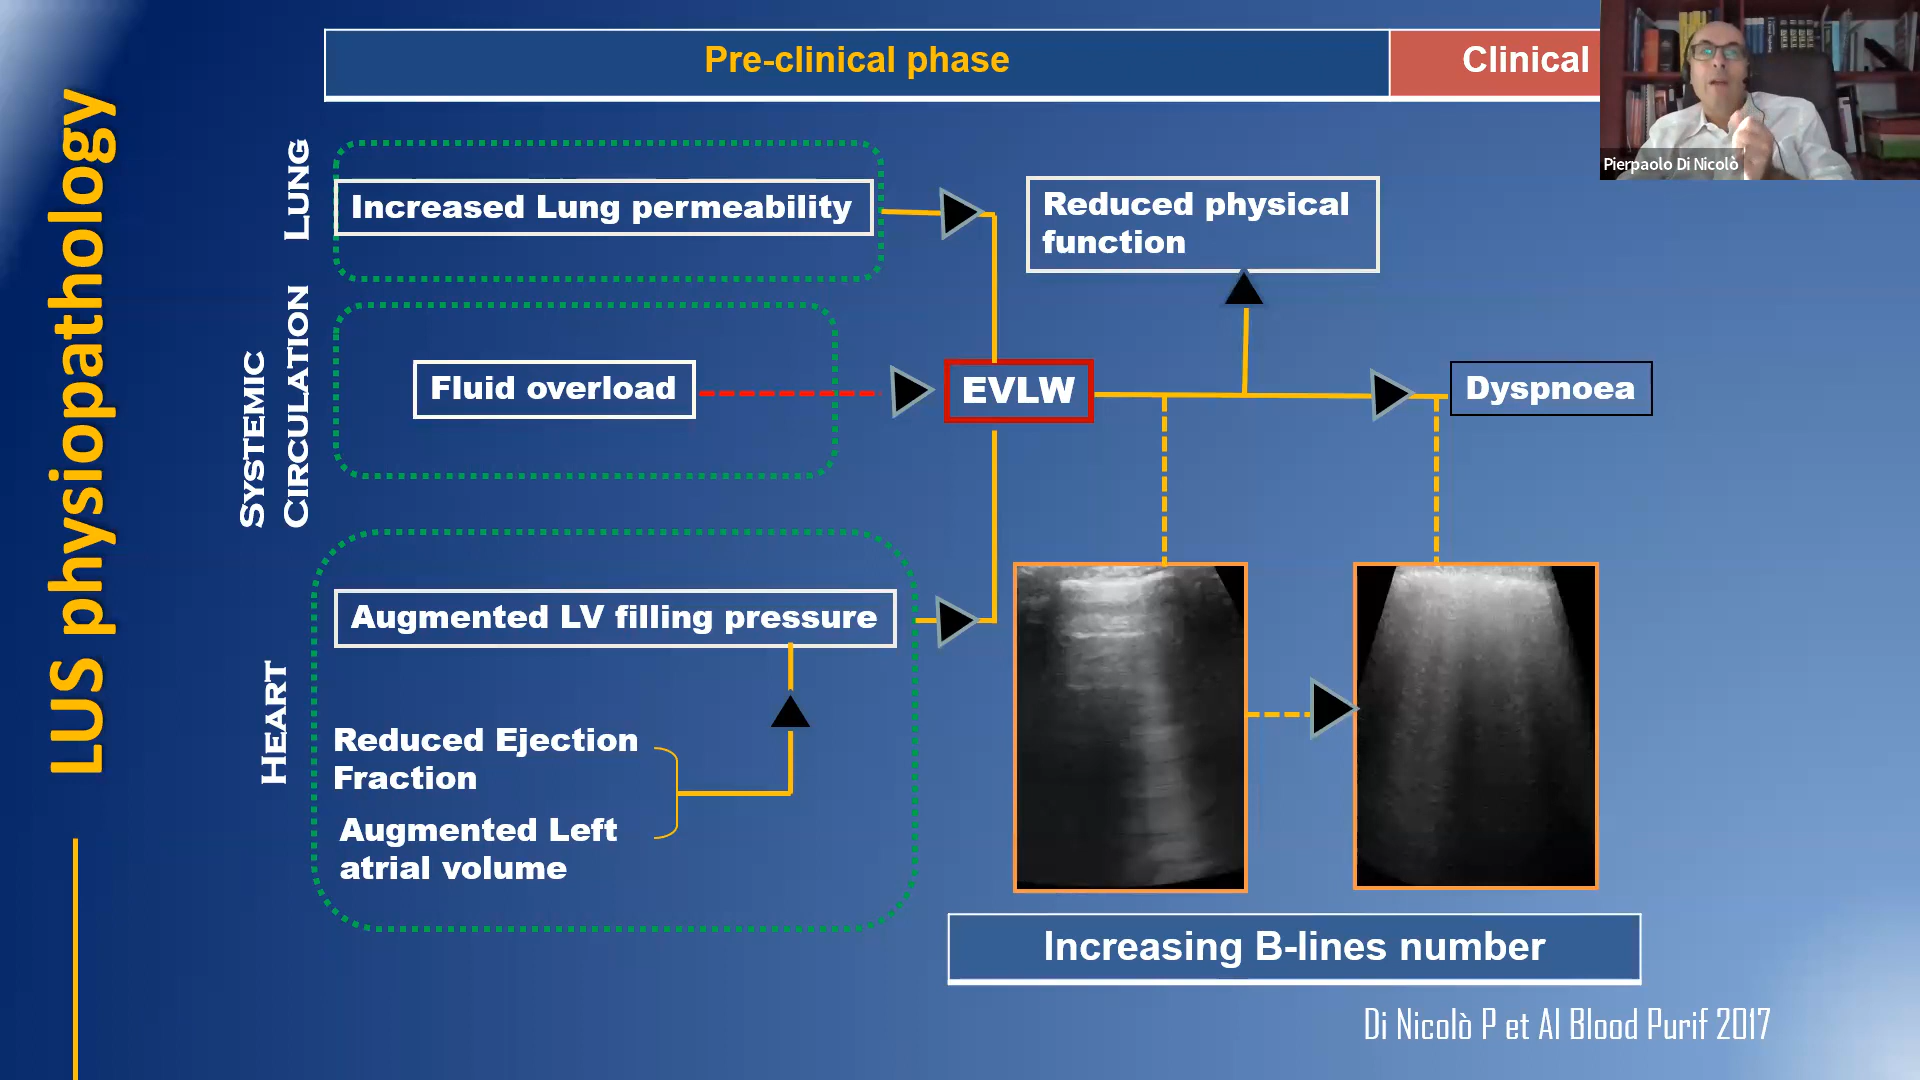 LUS physiopathology
Pre-clinical phase
Clinical
Pierpaolo Di Nicolò
LUNG
Increased Lung permeability
Reduced physical
function
SYSTEMIC
CIRCULATION
Fluid overload
EVLW
Dyspnoea
HEART
Augmented LV filling pressure
Reduced Ejection
Fraction
Augmented Left
atrial volume
Increasing B-lines number
Di Nicolò P et Al Blood Purif 2017